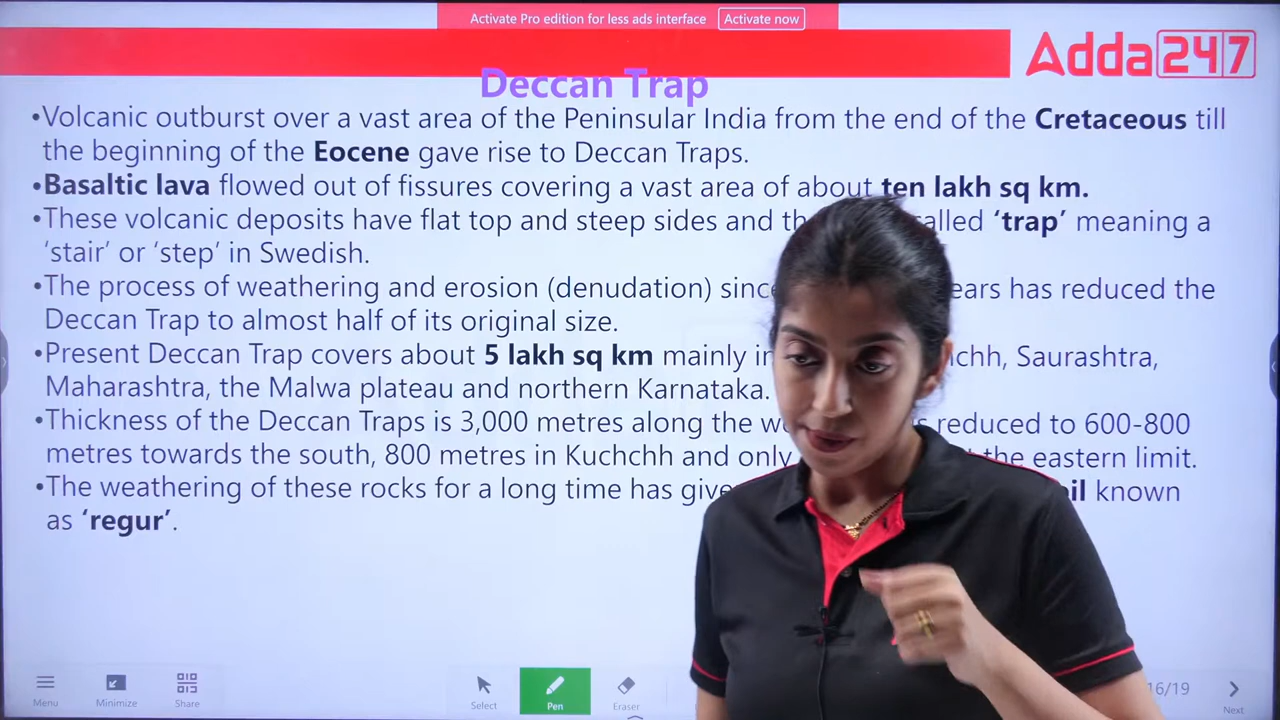 Activate Pro edition for less ads interface Activate now
Adda247
Deccan Trap
•Volcanic outburst over a vast area of the Peninsular India from the end of the Cretaceous till
the beginning of the Eocene gave rise to Deccan Traps.
•Basaltic lava flowed out of fissures covering a vast area of about ten lakh sq km.
•These volcanic deposits have flat top and steep sides and alled ‘trap’ meaning a
‘stair’ or ‘step’ in Swedish.
•The process of weathering and erosion (denudation) ears has reduced the
Deccan Trap to almost half of its original size.
•Present Deccan Trap covers about 5 lakh sq km mainly chh, Saurashtra,
Maharashtra, the Malwa plateau and northern Karnataka.
•Thickness of the Deccan Traps is 3,000 metres along the reduced to 600-800
metres towards the south, 800 metres in Kuchchh and only the eastern limit.
•The weathering of these rocks for a long time has known
as ‘regur’.
Menu Minimize Share Select Pen Eraser 16/19 Next